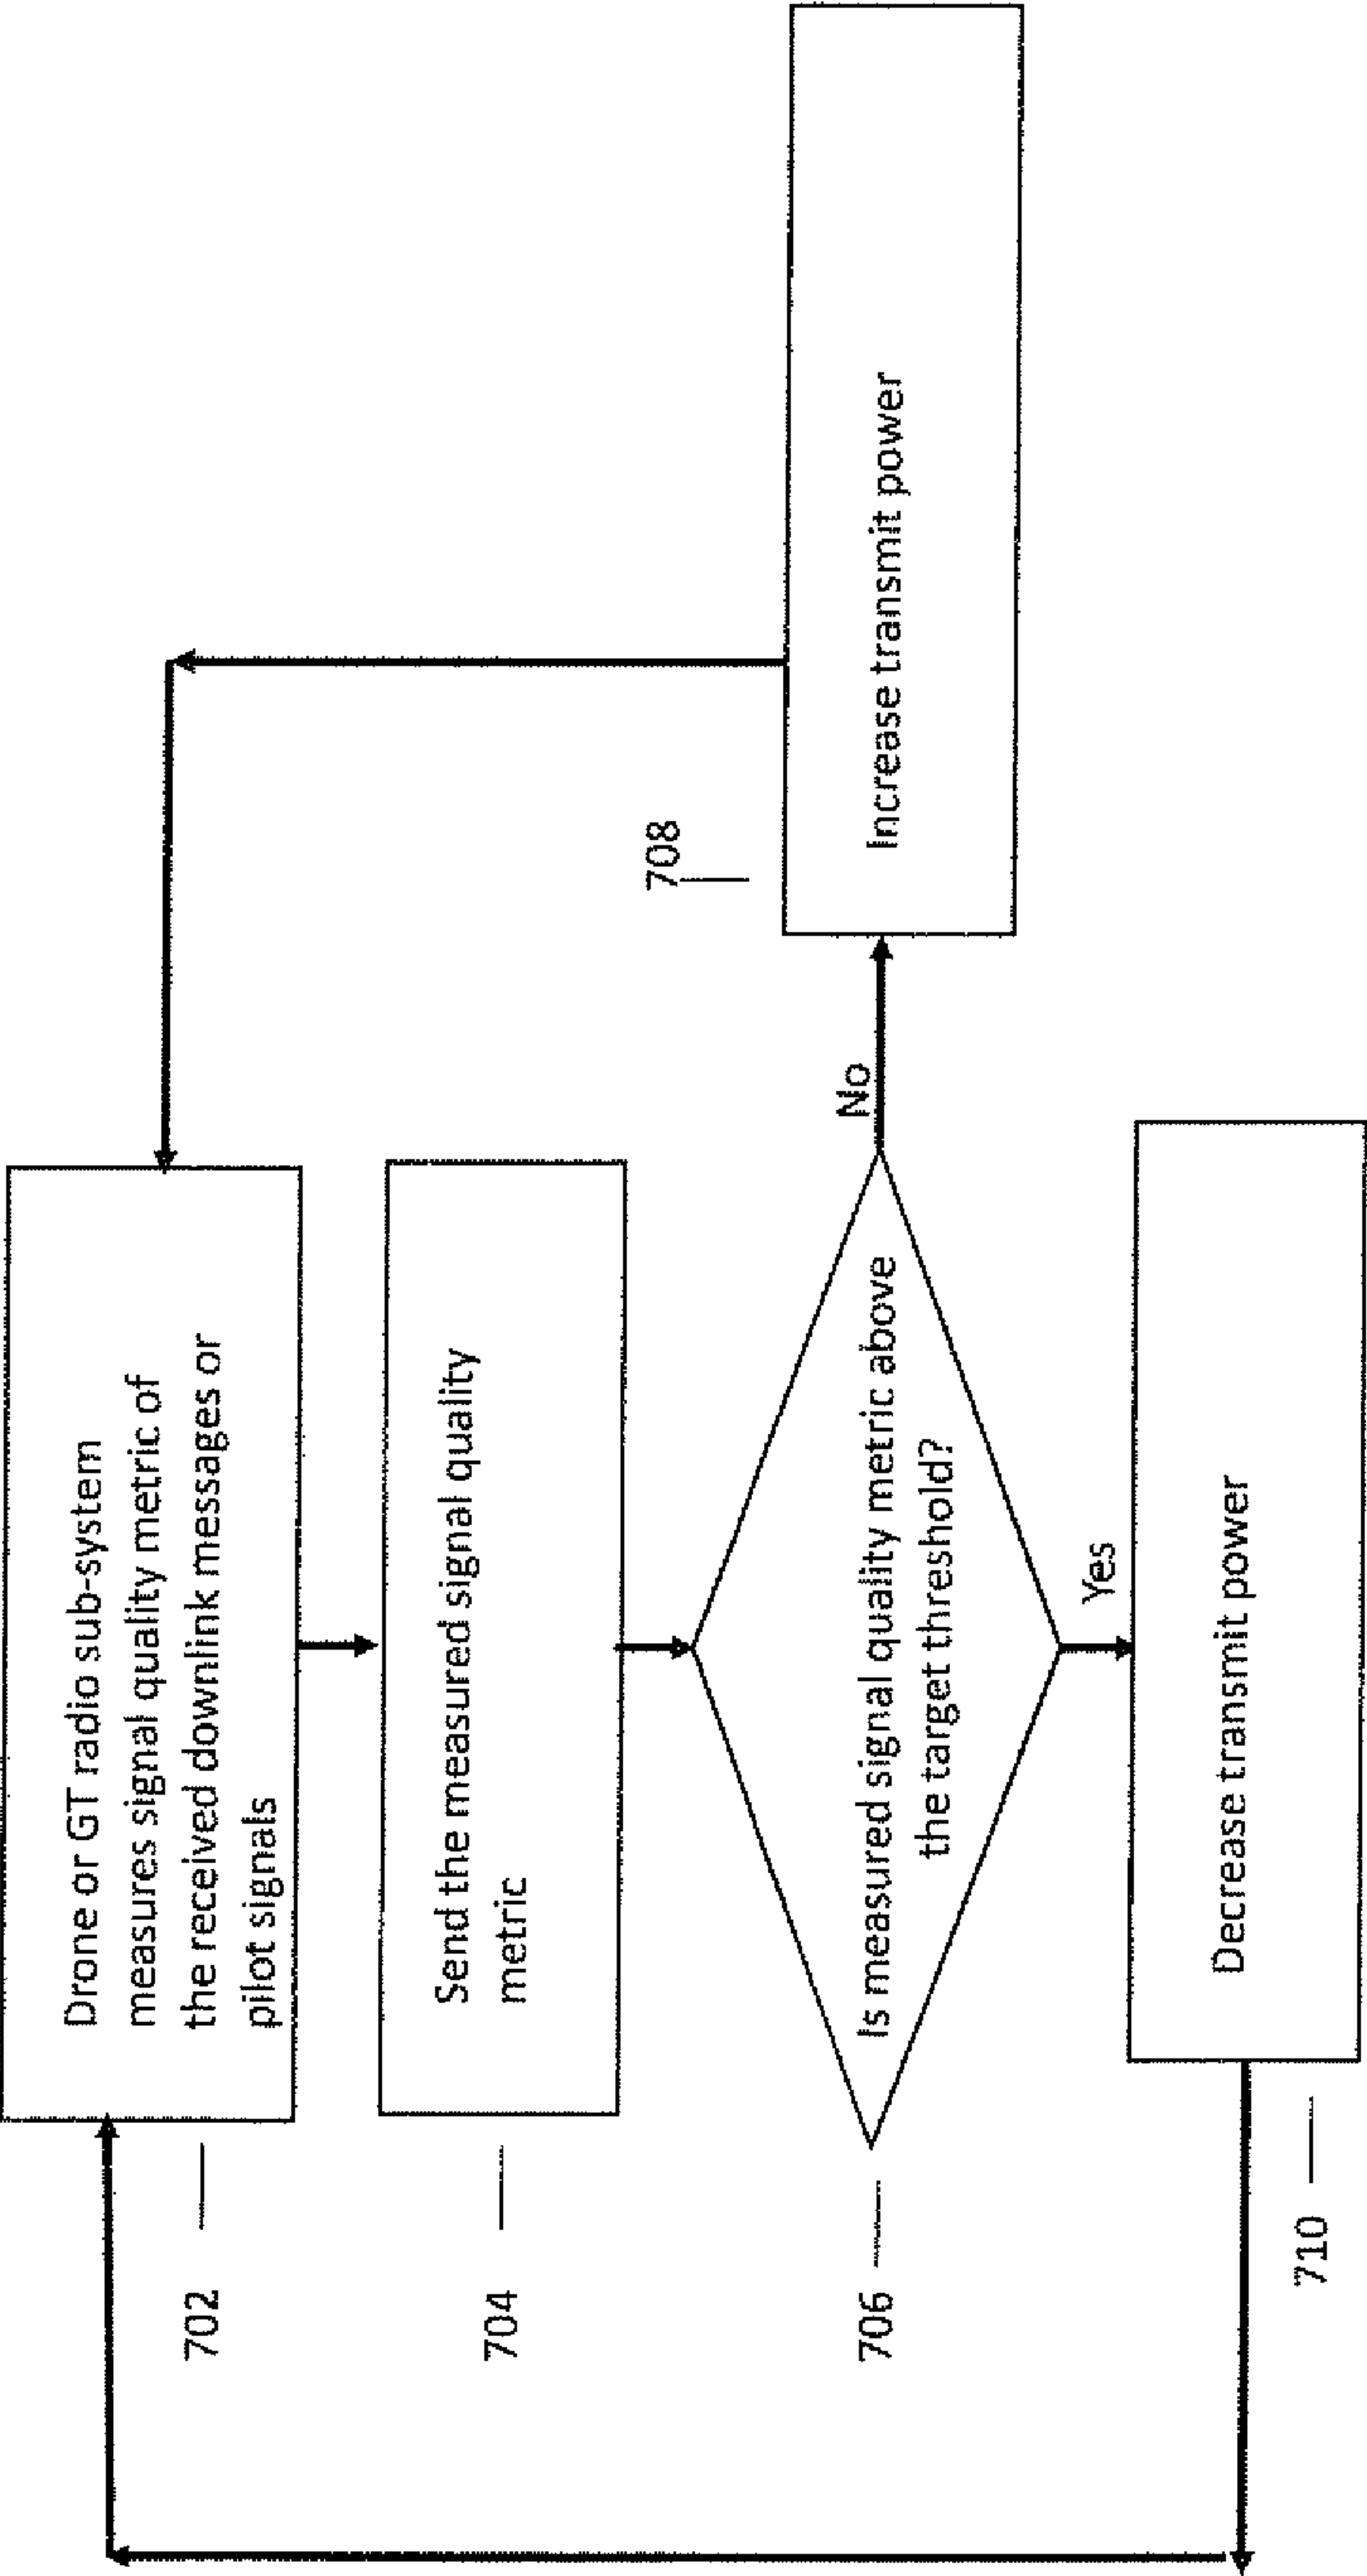 702
Drone or GT radio sub-system
measures signal quality metric of
the received downlink messages or
pilot signals
704
Send the measured signal quality
metric
706
Is measured signal quality metric above
the target threshold?
No
708
Increase transmit power
Yes
710
Decrease transmit power